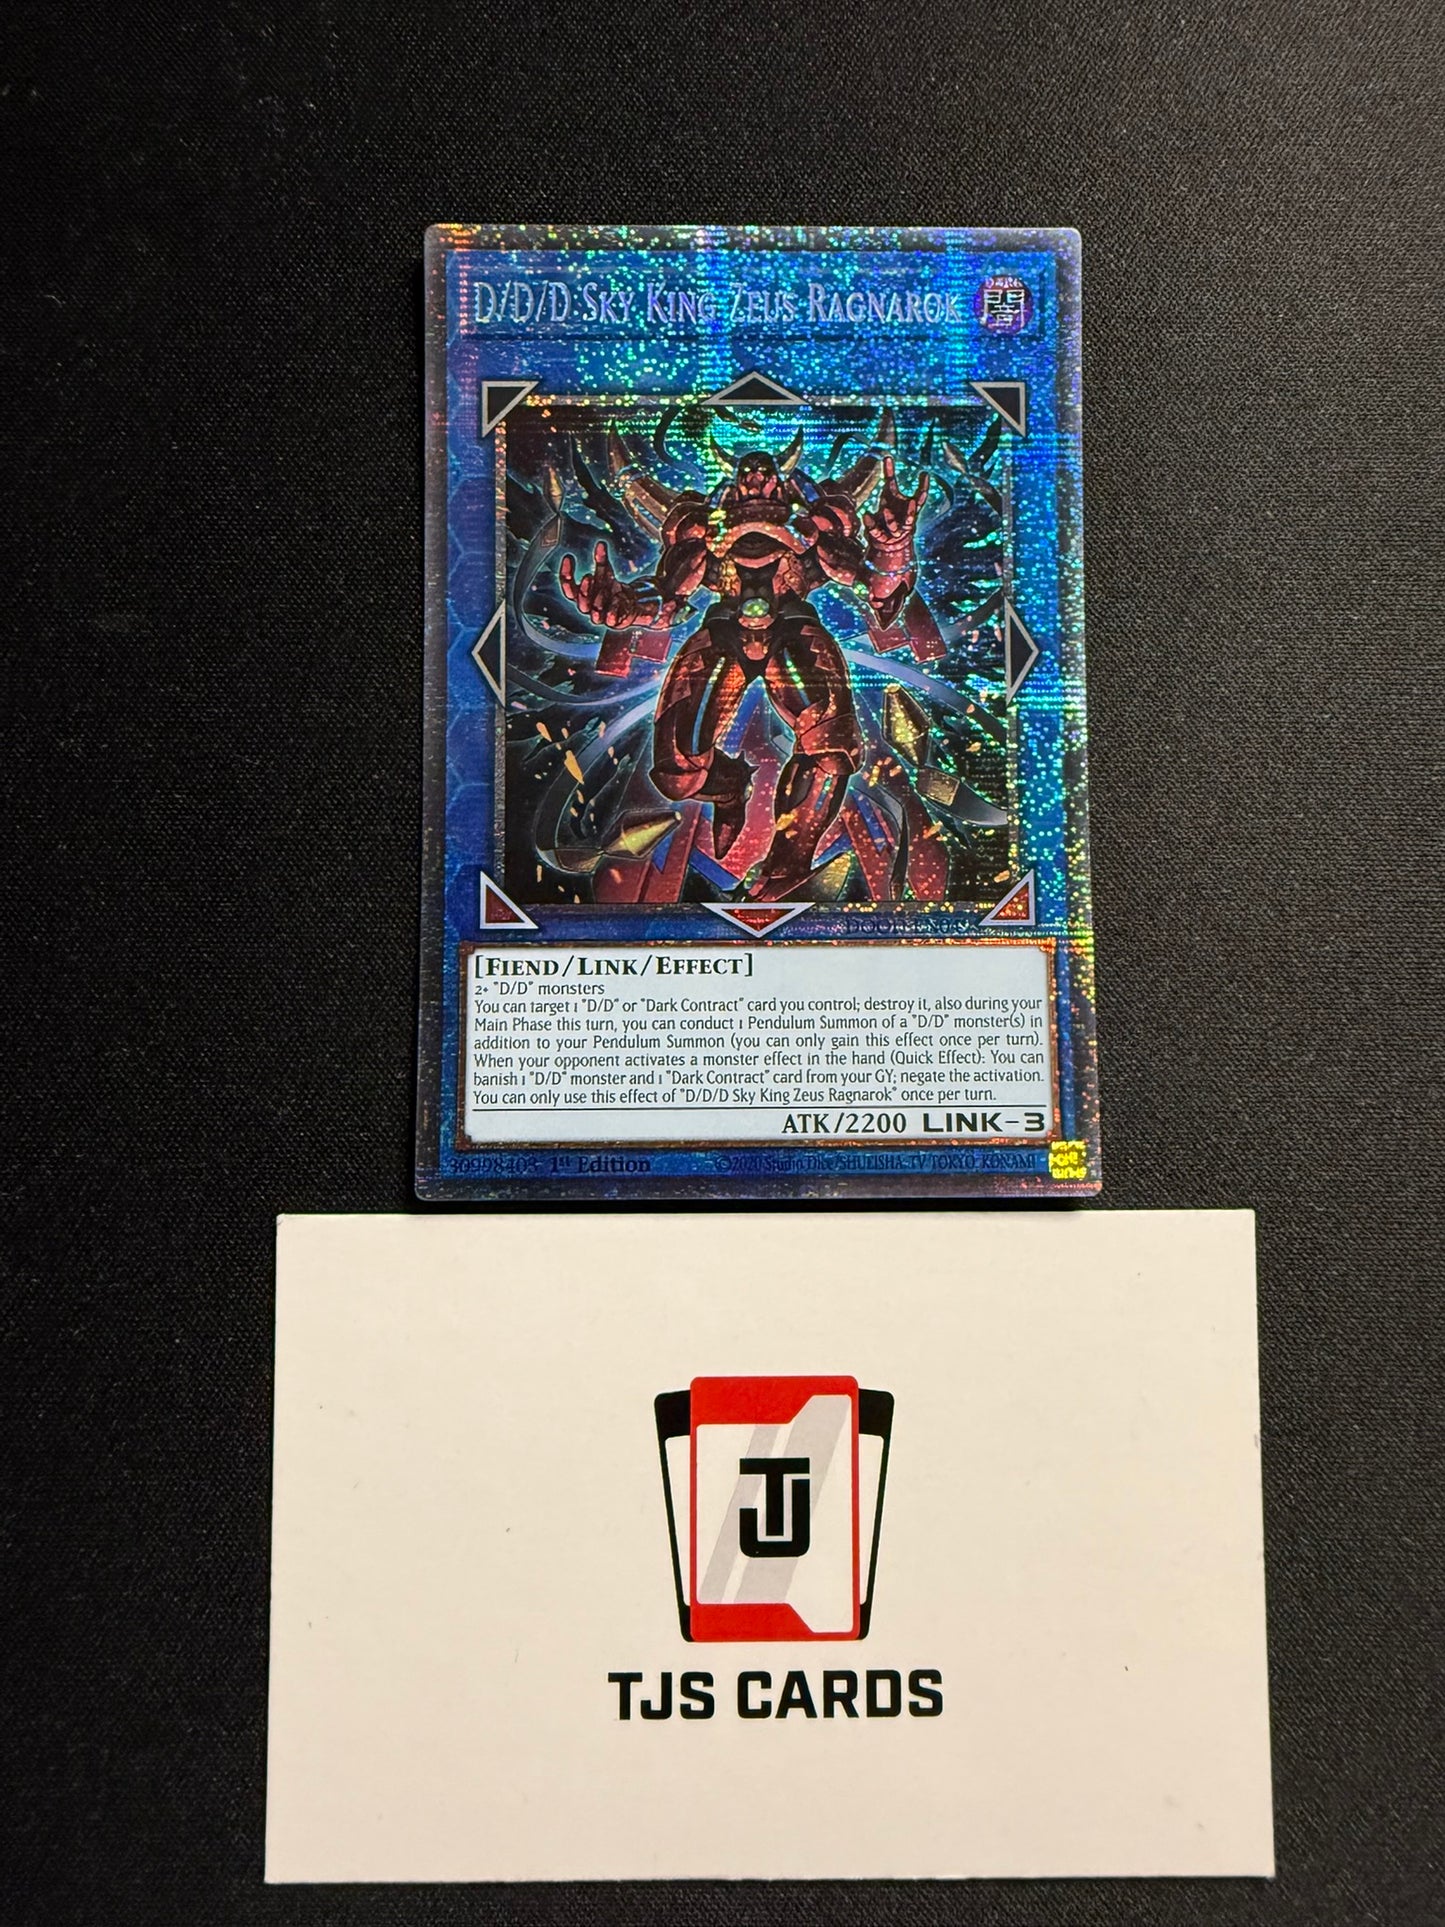 D/D/D Sky King Zeus Ragnarok
DARK
闇
[Fiend/Link/Effect]
2+ "D/D" monsters
You can target 1 "D/D" or "Dark Contract" card you control; destroy it, also during your
Main Phase this turn, you can conduct 1 Pendulum Summon of a "D/D" monster(s) in
addition to your Pendulum Summon (you can only gain this effect once per turn).
When your opponent activates a monster effect in the hand (Quick Effect): You can
banish 1 "D/D" monster and 1 "Dark Contract" card from your GY; negate the activation.
You can only use this effect of "D/D/D Sky King Zeus Ragnarok" once per turn.
ATK/2200 LINK-3
30998403 1st Edition ©2020 Studio Dice/SHUEISHA, TV TOKYO, KONAMI
TJ
TJS CARDS